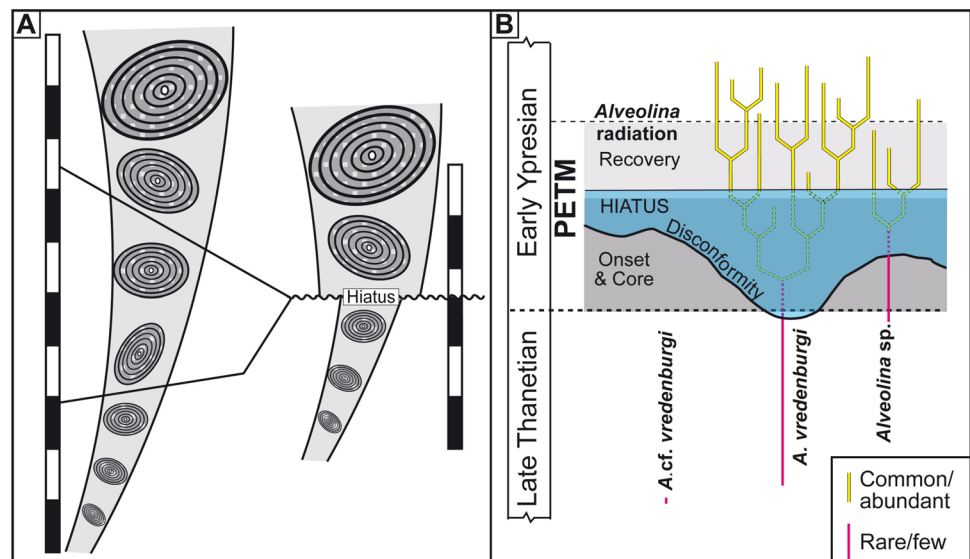 A
Hiatus
B
Early Ypresian
Late Thanetian
PETM
Alveolina
radiation
Recovery
HIATUS
Disconformity
Onset
& Core
A.cf. vredenburgi
A. vredenburgi
Alveolina sp.
Common/
abundant
Rare/few